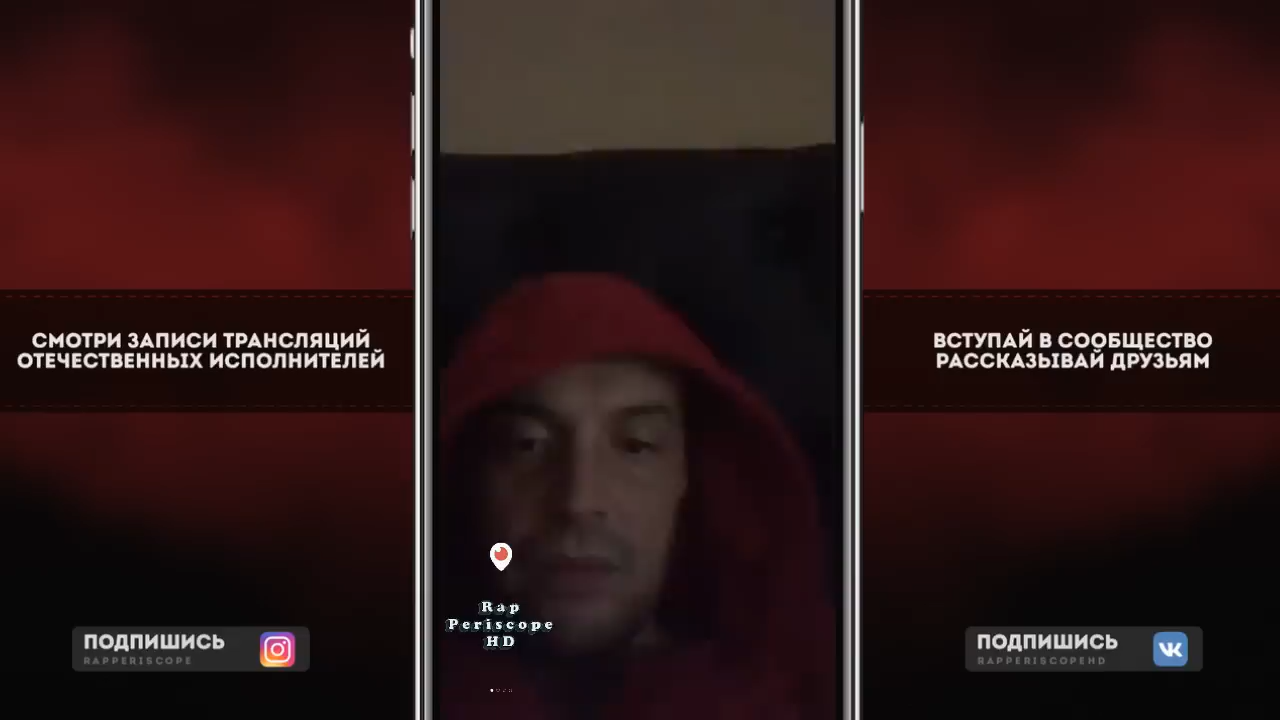 СМОТРИ ЗАПИСИ ТРАНСЛЯЦИЙ
ОТЕЧЕСТВЕННЫХ ИСПОЛНИТЕЛЕЙ
ВСТУПАЙ В СООБЩЕСТВО
РАССКАЗЫВАЙ ДРУЗЬЯМ
Rap
Periscope
HD
ПОДПИШИСЬ
RAPPERISCOPE
ПОДПИШИСЬ
RAPPERISCOPEHD